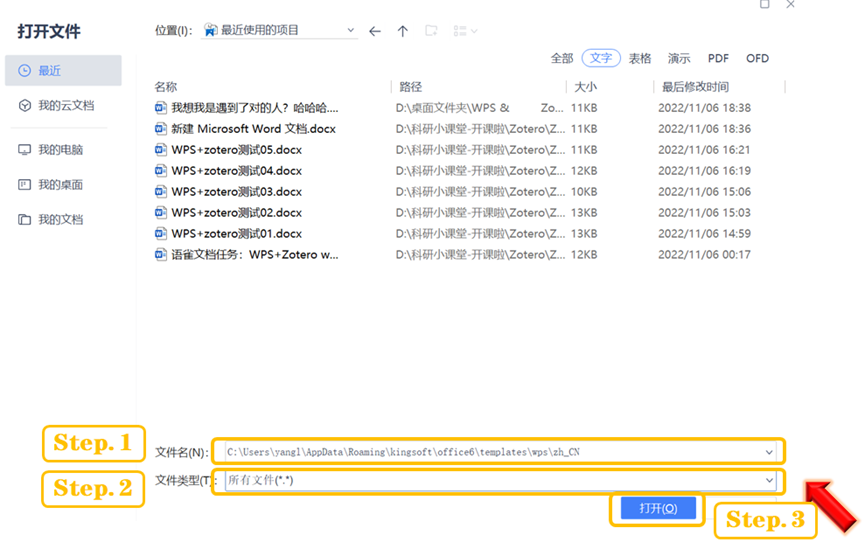 打开文件
位置(I): 最近使用的项目
最近
我的云文档
我的电脑
我的桌面
我的文档
全部 文字 表格 演示 PDF OFD
名称 路径 大小 最后修改时间
我想我是遇到了对的人？哈哈哈.... D:\桌面文件夹\WPS & Zo... 11KB 2022/11/06 18:38
新建 Microsoft Word 文档.docx D:\科研小课堂-开课啦\Zotero\Z... 11KB 2022/11/06 18:36
WPS+zotero测试05.docx D:\科研小课堂-开课啦\Zotero\Z... 11KB 2022/11/06 16:21
WPS+zotero测试04.docx D:\科研小课堂-开课啦\Zotero\Z... 12KB 2022/11/06 16:19
WPS+zotero测试03.docx D:\科研小课堂-开课啦\Zotero\Z... 10KB 2022/11/06 15:06
WPS+zotero测试02.docx D:\科研小课堂-开课啦\Zotero\Z... 13KB 2022/11/06 15:03
WPS+zotero测试01.docx D:\科研小课堂-开课啦\Zotero\Z... 13KB 2022/11/06 14:59
语雀文档任务：WPS+Zotero w... D:\科研小课堂-开课啦\Zotero\Z... 12KB 2022/11/06 00:17
Step. 1 文件名(N): C:\Users\yangl\AppData\Roaming\kingsoft\office6\templates\wps\zh_CN
Step. 2 文件类型(T): 所有文件(*.*)
打开(O) Step. 3